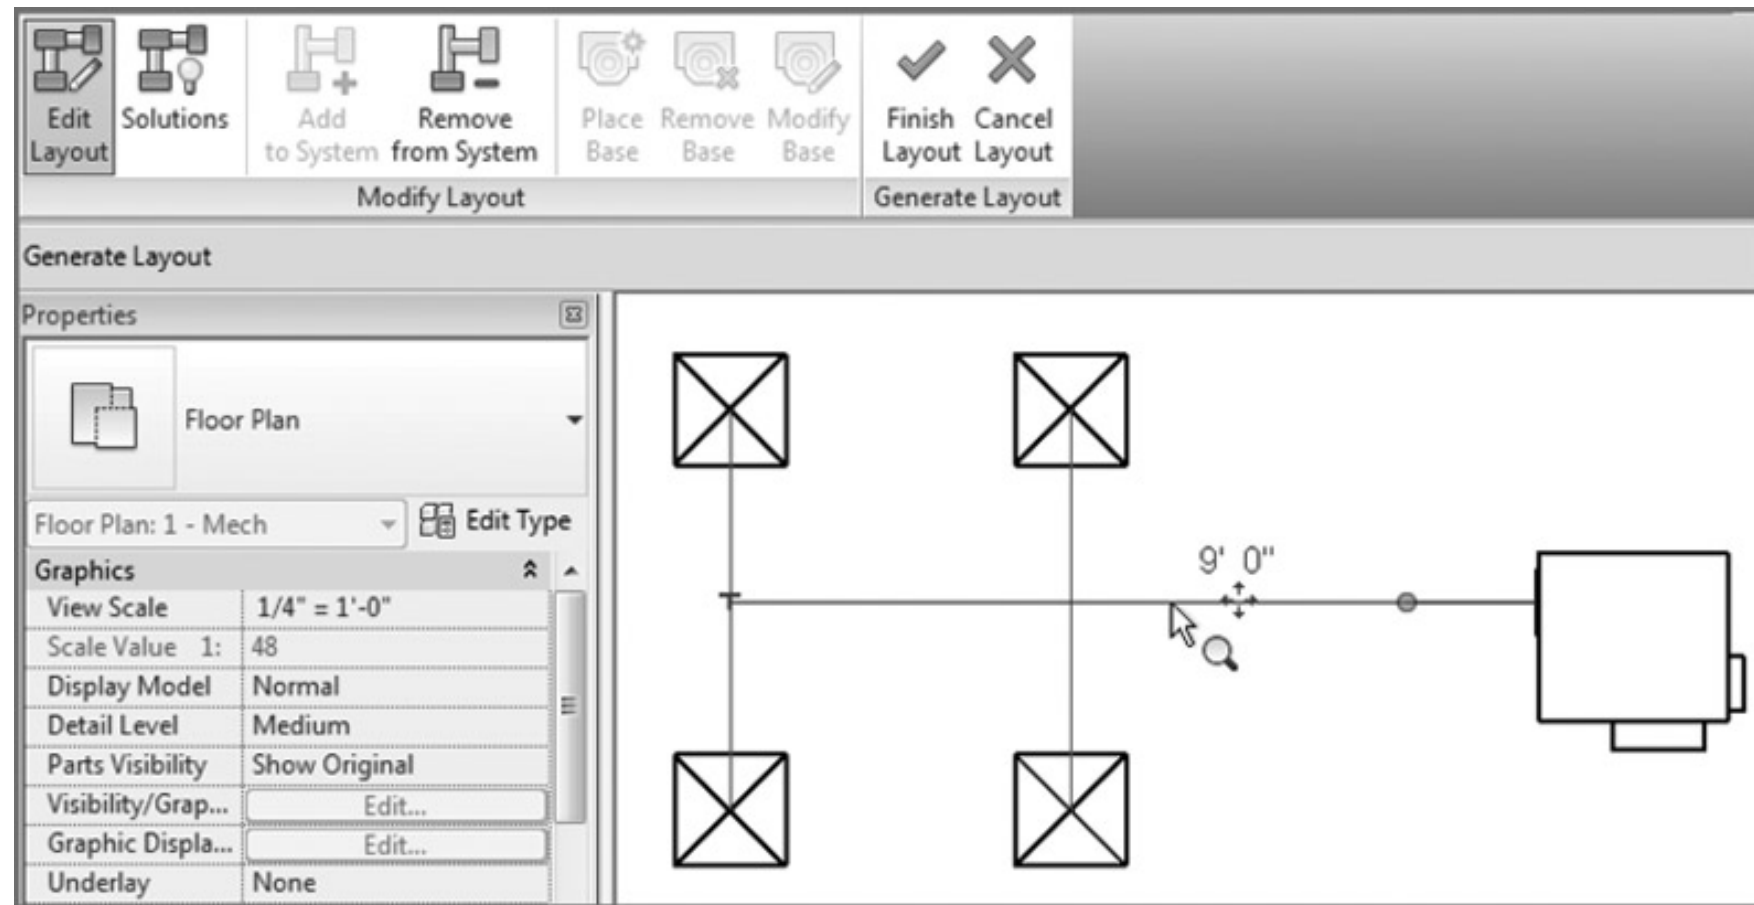 Edit Solutions Add Remove Place Remove Modify Finish Cancel
Layout to System from System Base Base Base Layout Layout
Modify Layout Generate Layout
Generate Layout
Properties
Floor Plan
Floor Plan: 1 - Mech Edit Type
Graphics
View Scale 1/4" = 1'-0"
Scale Value 1: 48
Display Model Normal
Detail Level Medium
Parts Visibility Show Original
Visibility/Grap... Edit...
Graphic Displa... Edit...
Underlay None
9' 0"